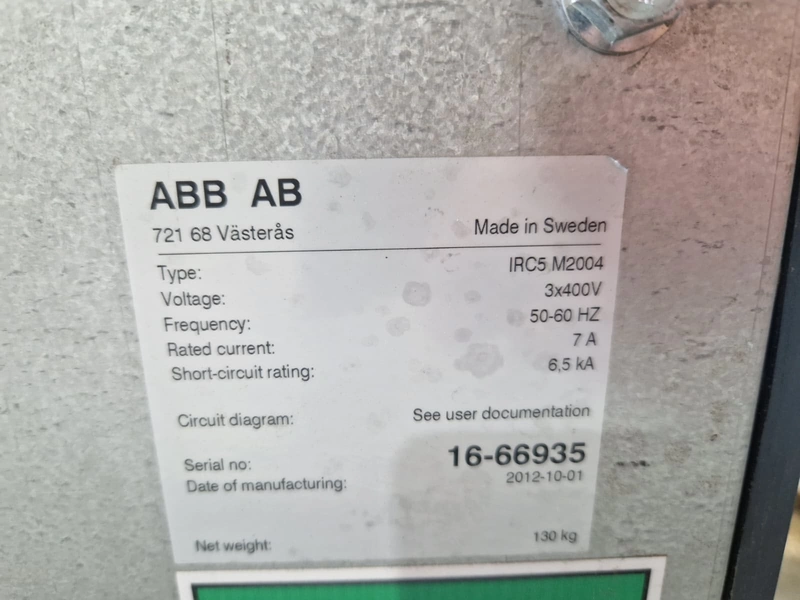 ABB AB
721 68 Västerås Made in Sweden
Type: IRC5 M2004
Voltage: 3x400V
Frequency: 50-60 HZ
Rated current: 7 A
Short-circuit rating: 6,5 kA
Circuit diagram: See user documentation
Serial no: 16-66935
Date of manufacturing: 2012-10-01
Net weight: 130 kg